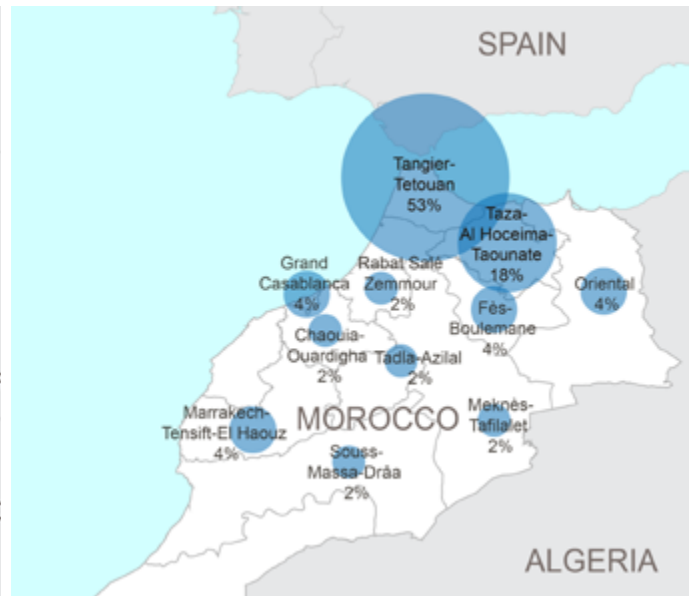 SPAIN
Tangier-
Tetouan
53%
Taza-
Al Hoceima-
Taounate
18%
Grand
Casablanca
4%
Rabat Salé
Zemmour
2%
Oriental
4%
Fès-
Boulemane
4%
Chaouia-
Ouardigha
2%
Tadla-Azilal
2%
Marrakech-
Tensift-El Haouz
4%
MOROCCO
Meknès-
Tafilalet
2%
Souss-
Massa-Drâa
2%
ALGERIA